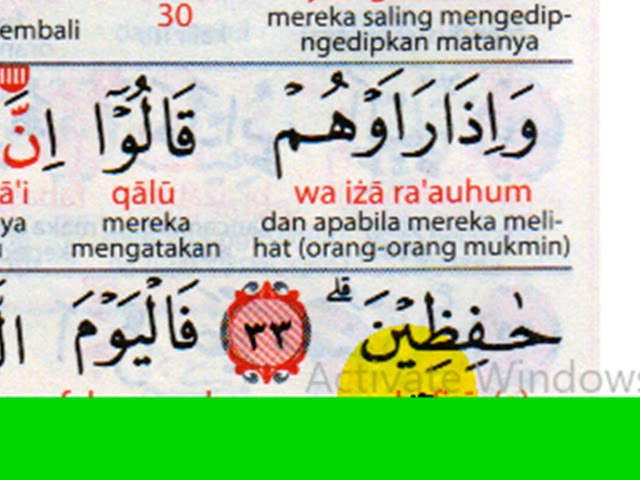 embali 30 mereka saling mengedip-
ngedipkan matanya
وَاِذَا رَاَوْهُمْ قَالُوْٓا اِنَّ
wa iżā ra'auhum qālū ā'i
dan apabila mereka meli- mereka ya
hat (orang-orang mukmin) mengatakan
حٰفِظِيْنَ ۗ ٣٣ فَالْيَوْمَ
Activate Windows